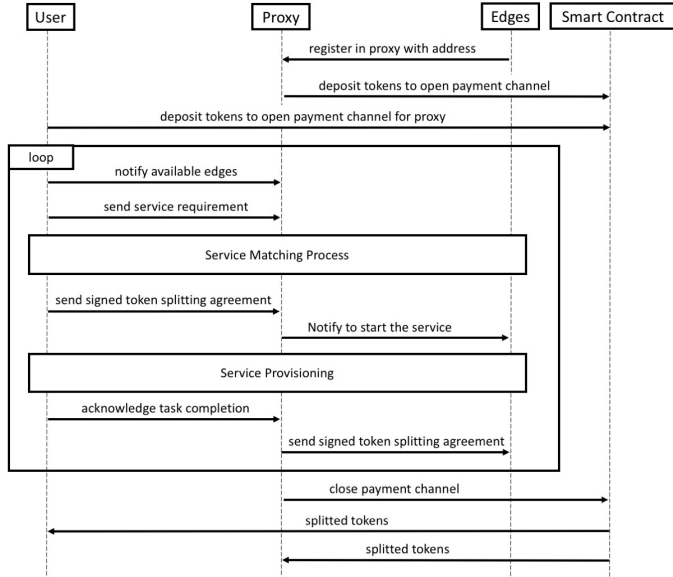 User
Proxy
Edges
Smart Contract
register in proxy with address
deposit tokens to open payment channel
deposit tokens to open payment channel for proxy
loop
notify available edges
send service requirement
Service Matching Process
send signed token splitting agreement
Notify to start the service
Service Provisioning
acknowledge task completion
send signed token splitting agreement
close payment channel
splitted tokens
splitted tokens